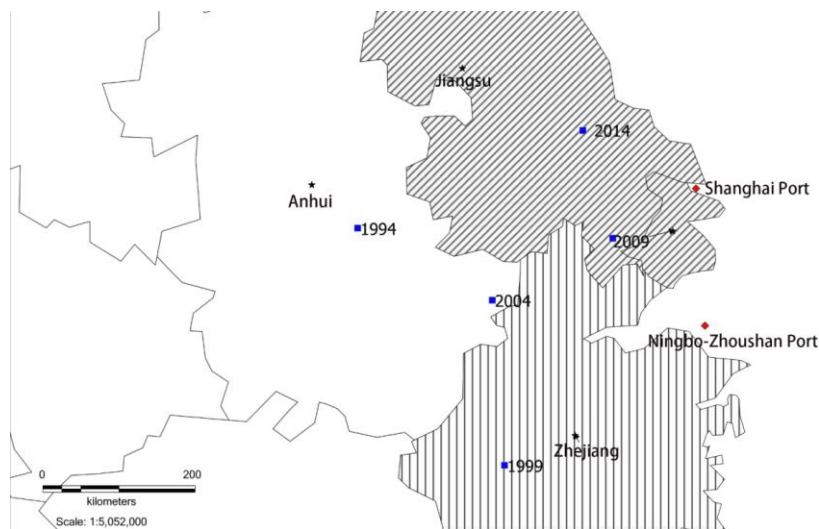 Jiangsu
2014
Shanghai Port
Anhui
1994
2009
2004
Ningbo-Zhoushan Port
Zhejiang
1999
0 200
kilometers
Scale: 1:5,052,000